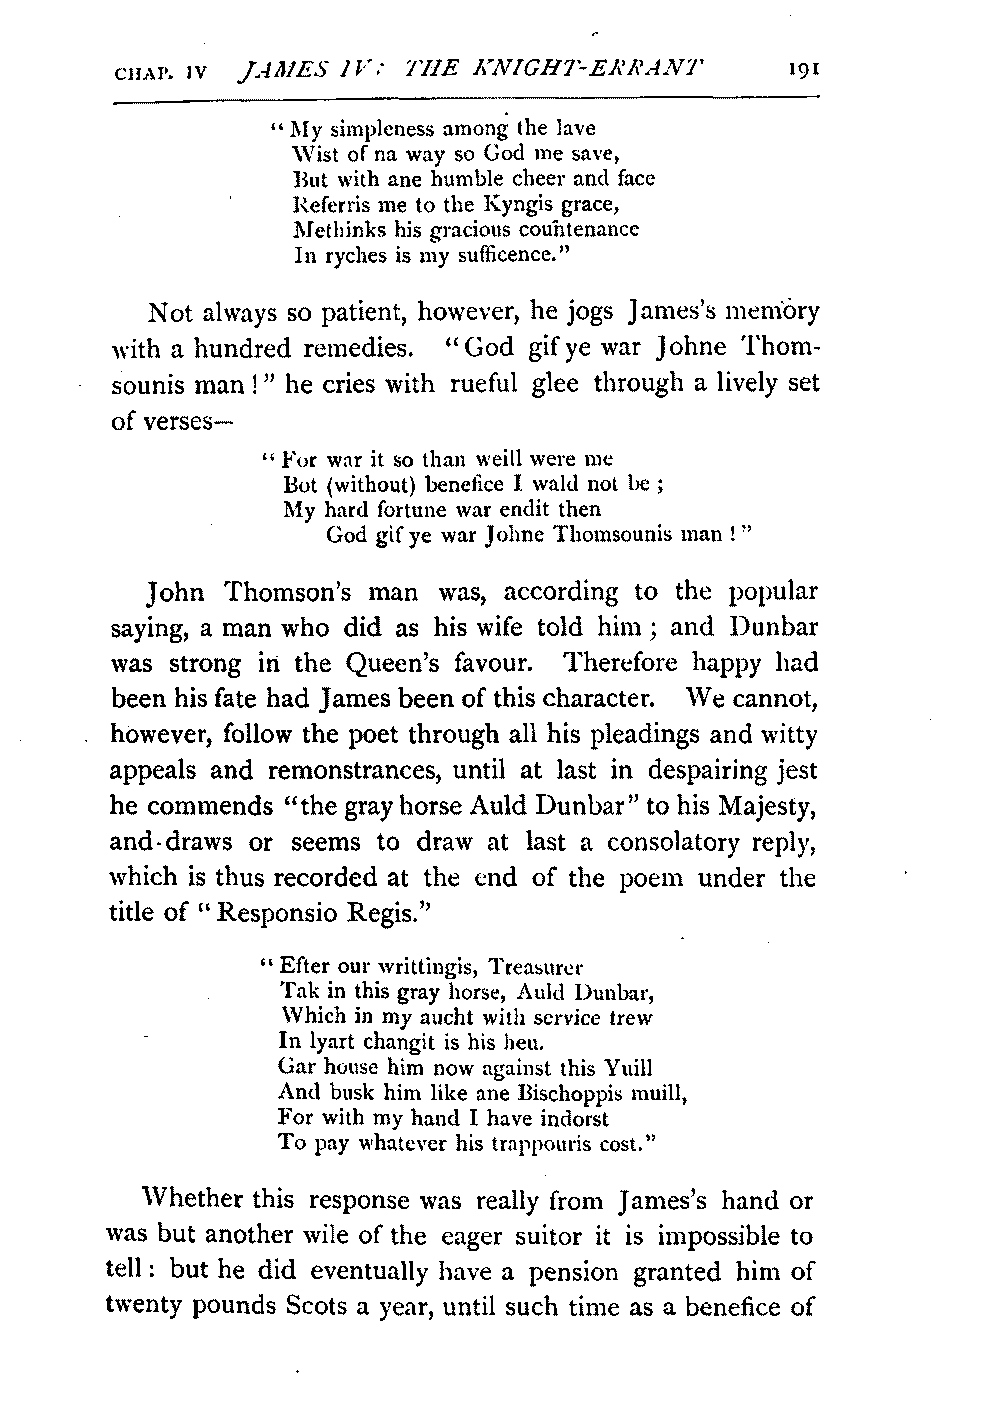 CHAP. IV JAMES IV: THE KNIGHT-ERRANT 191
“ My simpleness among the lave
Wist of na way so God me save,
But with ane humble cheer and face
Referris me to the Kyngis grace,
Methinks his gracious countenance
In ryches is my sufficence.”
Not always so patient, however, he jogs James's memory
with a hundred remedies. “God gif ye war Johne Thom-
sounis man !” he cries with rueful glee through a lively set
of verses—
“ For war it so than weill were me
Bot (without) benefice I wald not be ;
My hard fortune war endit then
God gif ye war Johne Thomsounis man !”
John Thomson's man was, according to the popular
saying, a man who did as his wife told him ; and Dunbar
was strong in the Queen's favour. Therefore happy had
been his fate had James been of this character. We cannot,
however, follow the poet through all his pleadings and witty
appeals and remonstrances, until at last in despairing jest
he commends “the gray horse Auld Dunbar” to his Majesty,
and draws or seems to draw at last a consolatory reply,
which is thus recorded at the end of the poem under the
title of “ Responsio Regis.”
“ Efter our writtingis, Treasurer
Tak in this gray horse, Auld Dunbar,
Which in my aucht with service trew
In lyart changit is his heu.
Gar house him now against this Yuill
And busk him like ane Bischoppis muill,
For with my hand I have indorst
To pay whatever his trappouris cost.”
Whether this response was really from James's hand or
was but another wile of the eager suitor it is impossible to
tell : but he did eventually have a pension granted him of
twenty pounds Scots a year, until such time as a benefice of